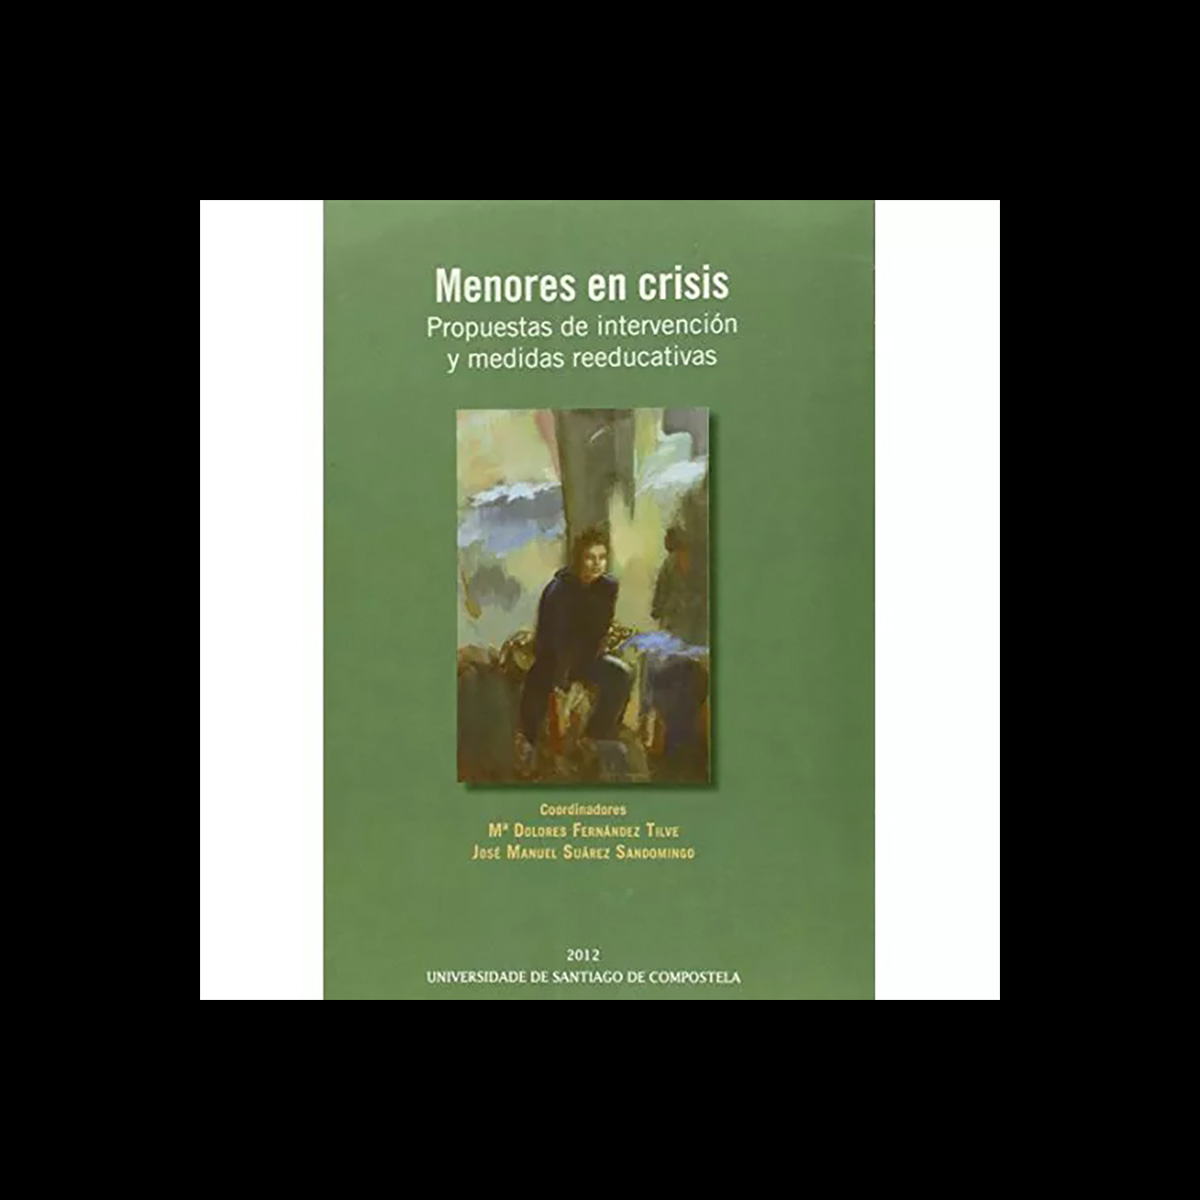 Menores en crisis
Propuestas de intervención
y medidas reeducativas
Coordinadores
Mª Dolores Fernández Tilve
José Manuel Suárez Sandomingo
2012
UNIVERSIDADE DE SANTIAGO DE COMPOSTELA